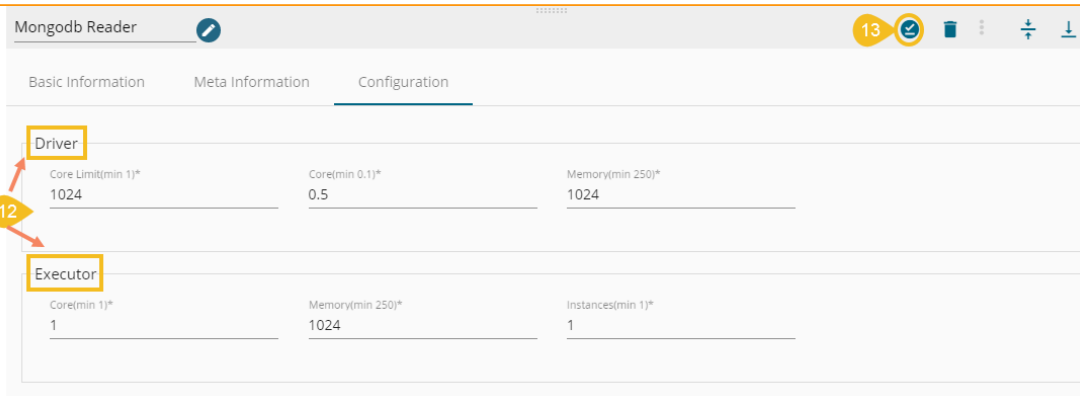 Mongodb Reader
13
Basic Information Meta Information Configuration
Driver
Core Limit(min 1)* Core(min 0.1)* Memory(min 250)*
1024 0.5 1024
12
Executor
Core(min 1)* Memory(min 250)* Instances(min 1)*
1 1024 1